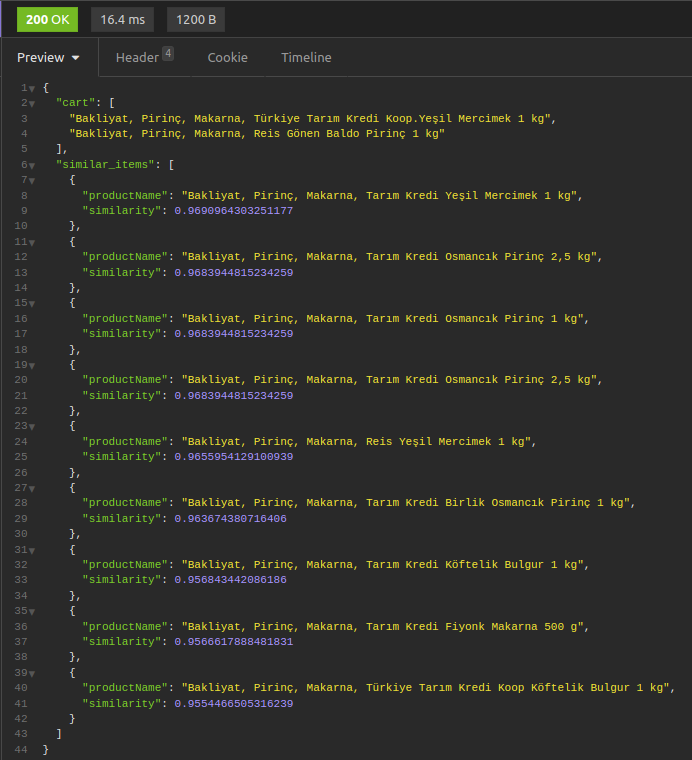 200 OK 16.4 ms 1200 B
Preview Header 4 Cookie Timeline
1 {
2 "cart": [
3 "Bakliyat, Pirinç, Makarna, Türkiye Tarım Kredi Koop.Yeşil Mercimek 1 kg",
4 "Bakliyat, Pirinç, Makarna, Reis Gönen Baldo Pirinç 1 kg"
5 ],
6 "similar_items": [
7 {
8 "productName": "Bakliyat, Pirinç, Makarna, Tarım Kredi Yeşil Mercimek 1 kg",
9 "similarity": 0.9690964303251177
10 },
11 {
12 "productName": "Bakliyat, Pirinç, Makarna, Tarım Kredi Osmancık Pirinç 2,5 kg",
13 "similarity": 0.9683944815234259
14 },
15 {
16 "productName": "Bakliyat, Pirinç, Makarna, Tarım Kredi Osmancık Pirinç 1 kg",
17 "similarity": 0.9683944815234259
18 },
19 {
20 "productName": "Bakliyat, Pirinç, Makarna, Tarım Kredi Osmancık Pirinç 2,5 kg",
21 "similarity": 0.9683944815234259
22 },
23 {
24 "productName": "Bakliyat, Pirinç, Makarna, Reis Yeşil Mercimek 1 kg",
25 "similarity": 0.9655954129100939
26 },
27 {
28 "productName": "Bakliyat, Pirinç, Makarna, Tarım Kredi Birlik Osmancık Pirinç 1 kg",
29 "similarity": 0.963674380716406
30 },
31 {
32 "productName": "Bakliyat, Pirinç, Makarna, Tarım Kredi Köftelik Bulgur 1 kg",
33 "similarity": 0.956843442086186
34 },
35 {
36 "productName": "Bakliyat, Pirinç, Makarna, Tarım Kredi Fiyonk Makarna 500 g",
37 "similarity": 0.9566617888481831
38 },
39 {
40 "productName": "Bakliyat, Pirinç, Makarna, Türkiye Tarım Kredi Koop Köftelik Bulgur 1 kg",
41 "similarity": 0.9554466505316239
42 }
43 ]
44 }